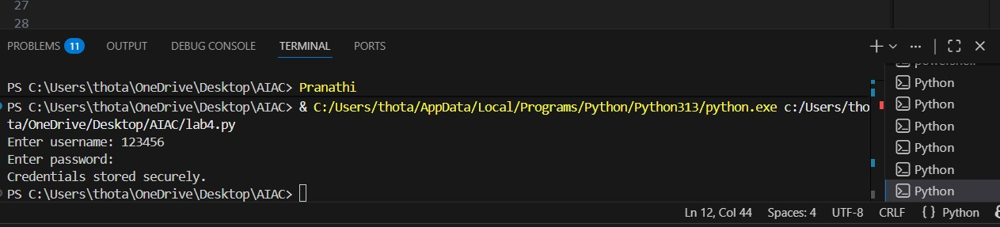 27
28
PROBLEMS 11 OUTPUT DEBUG CONSOLE TERMINAL PORTS
PS C:\Users\thota\OneDrive\Desktop\AIAC> Pranathi
PS C:\Users\thota\OneDrive\Desktop\AIAC> & C:/Users/thota/AppData/Local/Programs/Python/Python313/python.exe c:/Users/tho
ta/OneDrive/Desktop/AIAC/lab4.py
Enter username: 123456
Enter password:
Credentials stored securely.
PS C:\Users\thota\OneDrive\Desktop\AIAC>
powershell
Python
Python
Python
Python
Python
Python
Ln 12, Col 44 Spaces: 4 UTF-8 CRLF {} Python